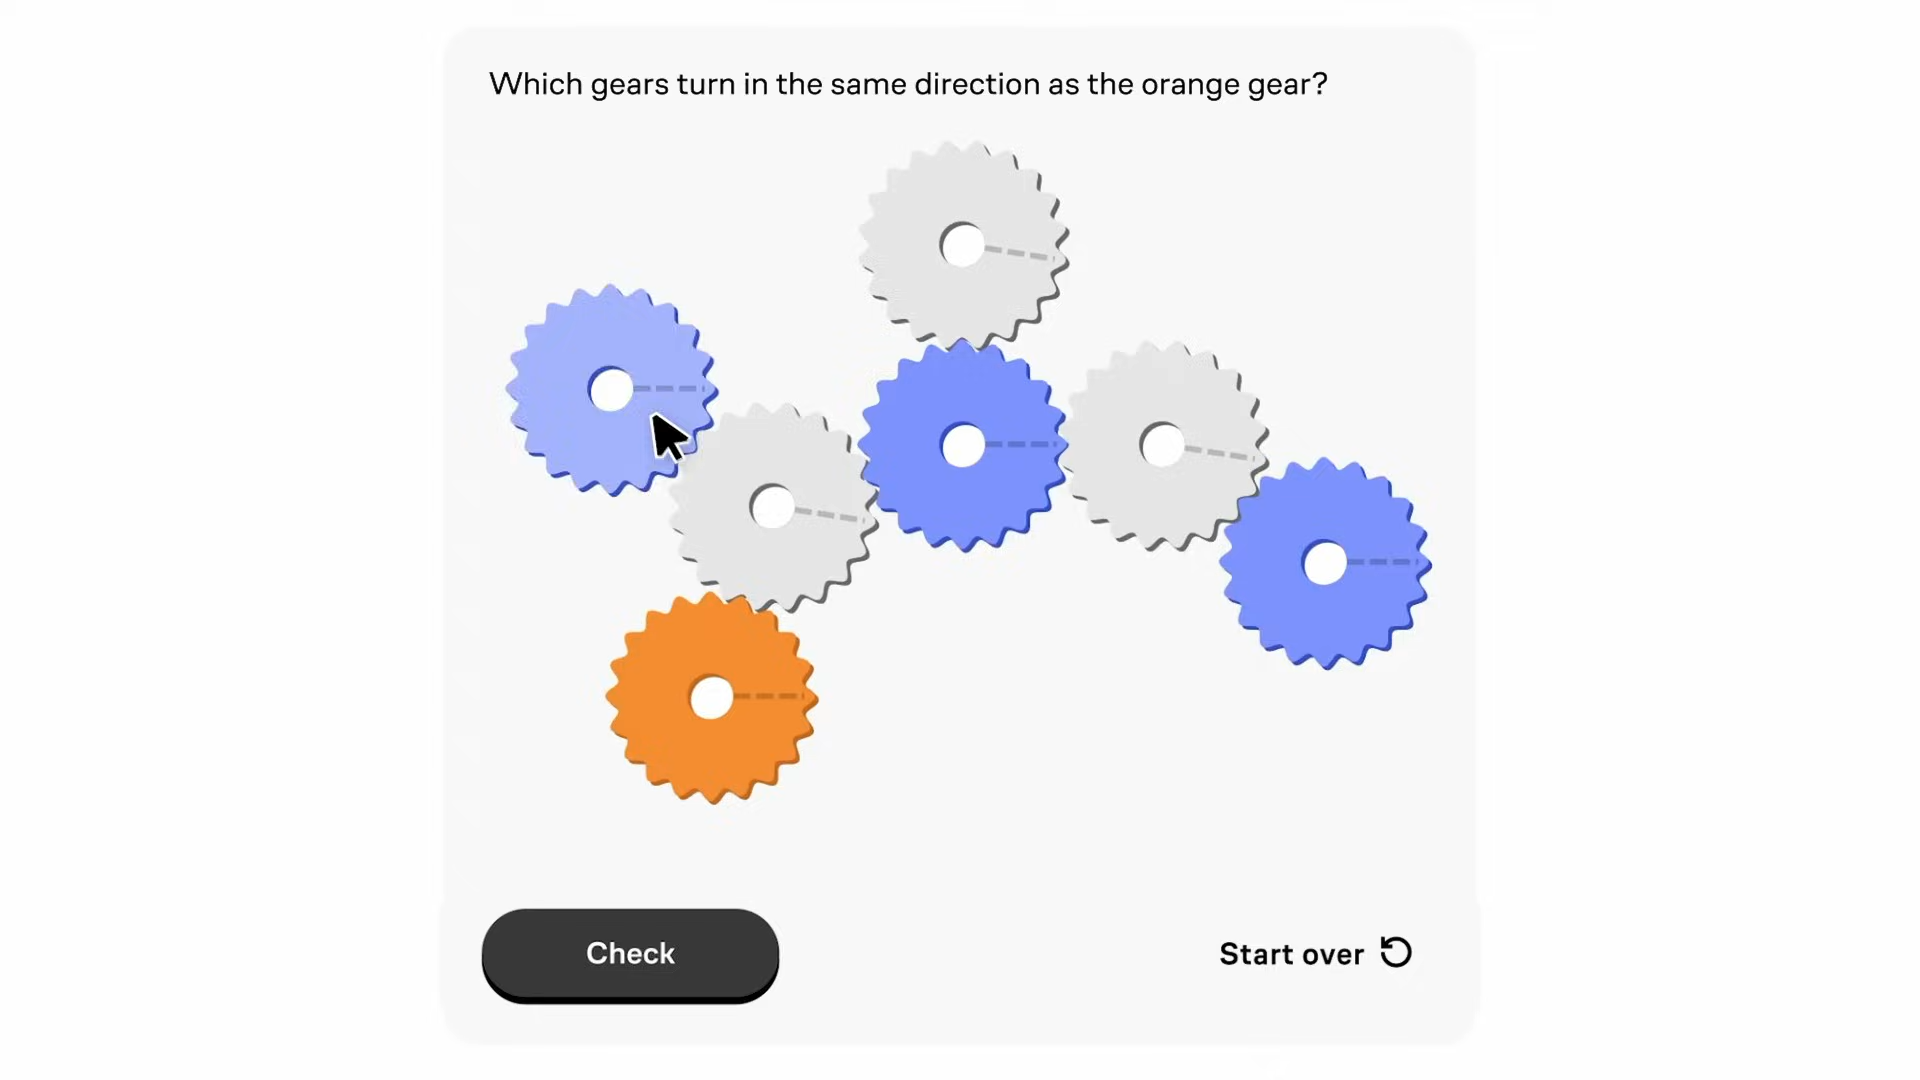 Which gears turn in the same direction as the orange gear?
Check
Start over